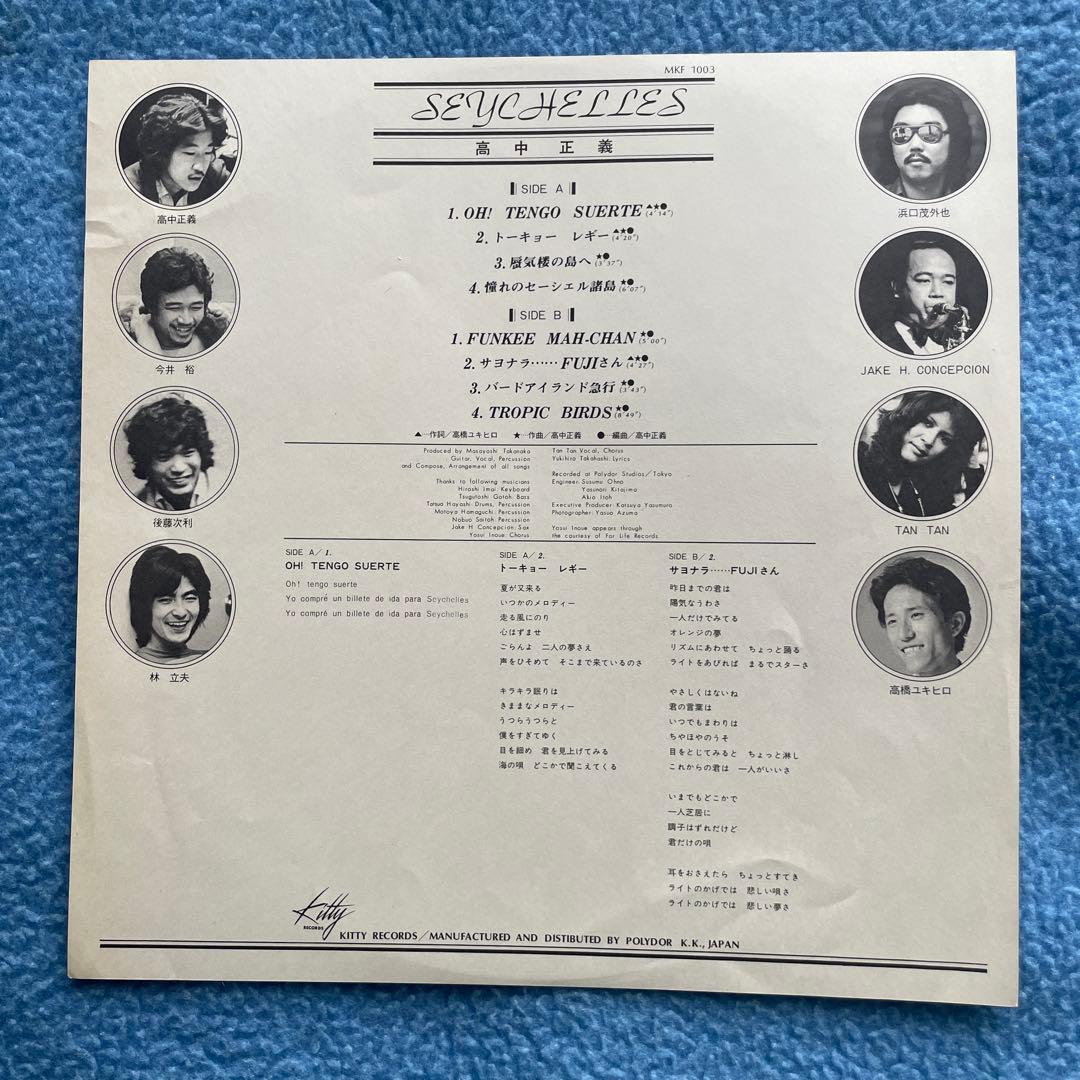 MKF 1003
SEYCHELLES
高中正義
SIDE A
1. OH! TENGO SUERTE ▲★● (4'14")
2. トーキョー レギー ▲★● (4'20")
3. 蜃気楼の島へ ★● (3'37")
4. 憧れのセーシェル諸島 ★● (6'07")
SIDE B
1. FUNKEE MAH-CHAN ★● (5'00")
2. サヨナラ……FUJIさん ▲★● (4'27")
3. バードアイランド急行 ★● (3'43")
4. TROPIC BIRDS ★● (8'49")
▲…作詞/高橋ユキヒロ ★…作曲/高中正義 ●…編曲/高中正義
高中正義
今井 裕
後藤次利
林 立夫
浜口茂外也
JAKE H. CONCEPCION
TAN TAN
高橋ユキヒロ
Produced by Masayoshi Takanaka
Guitar, Vocal, Percussion
and Compose, Arrangement of all songs
Thanks to following musicians
Hiroshi Imai: Keyboard
Tsugutoshi Gotoh: Bass
Tatsuo Hayashi: Drums, Percussion
Motoya Hamaguchi: Percussion
Nobuo Saitoh: Percussion
Jake H Concepcion: Sax
Yosui Inoue: Chorus
Tan Tan: Vocal, Chorus
Yukihiro Takahashi: Lyrics
Recorded at Polydor Studios/Tokyo
Engineer: Susumu Ohno
Yasunori Kitajima
Akio Itoh
Executive Producer: Katsuya Yasumuro
Photographer: Yasuo Azuma
Yosui Inoue appears through
the courtesy of For Life Records
SIDE A/1.
OH! TENGO SUERTE
Oh! tengo suerte
Yo compré un billete de ida para Seychelles
Yo compré un billete de ida para Seychelles
SIDE A/2.
トーキョー レギー
夏が又来る
いつかのメロディー
走る風にのり
心はずませ
ごらんよ 二人の夢さえ
声をひそめて そこまで来ているのさ
キラキラ眠りは
きままなメロディー
うつらうつらと
僕をすぎてゆく
目を細め 君を見上げてみる
海の唄 どこかで聞こえてくる
SIDE B/2.
サヨナラ……FUJIさん
昨日までの君は
陽気なうわさ
一人だけでみてる
オレンジの夢
リズムにあわせて ちょっと踊る
ライトをあびれば まるでスターさ
やさしくはないね
君の言葉は
いつでもまわりは
ちやほやのうそ
目をとじてみると ちょっと淋し
これからの君は 一人がいいさ
いまでもどこかで
一人芝居に
調子はずれだけど
君だけの唄
耳をおさえたら ちょっとすてき
ライトのかげでは 悲しい唄さ
ライトのかげでは 悲しい夢さ
Kitty
RECORDS
KITTY RECORDS/MANUFACTURED AND DISTIBUTED BY POLYDOR K.K., JAPAN